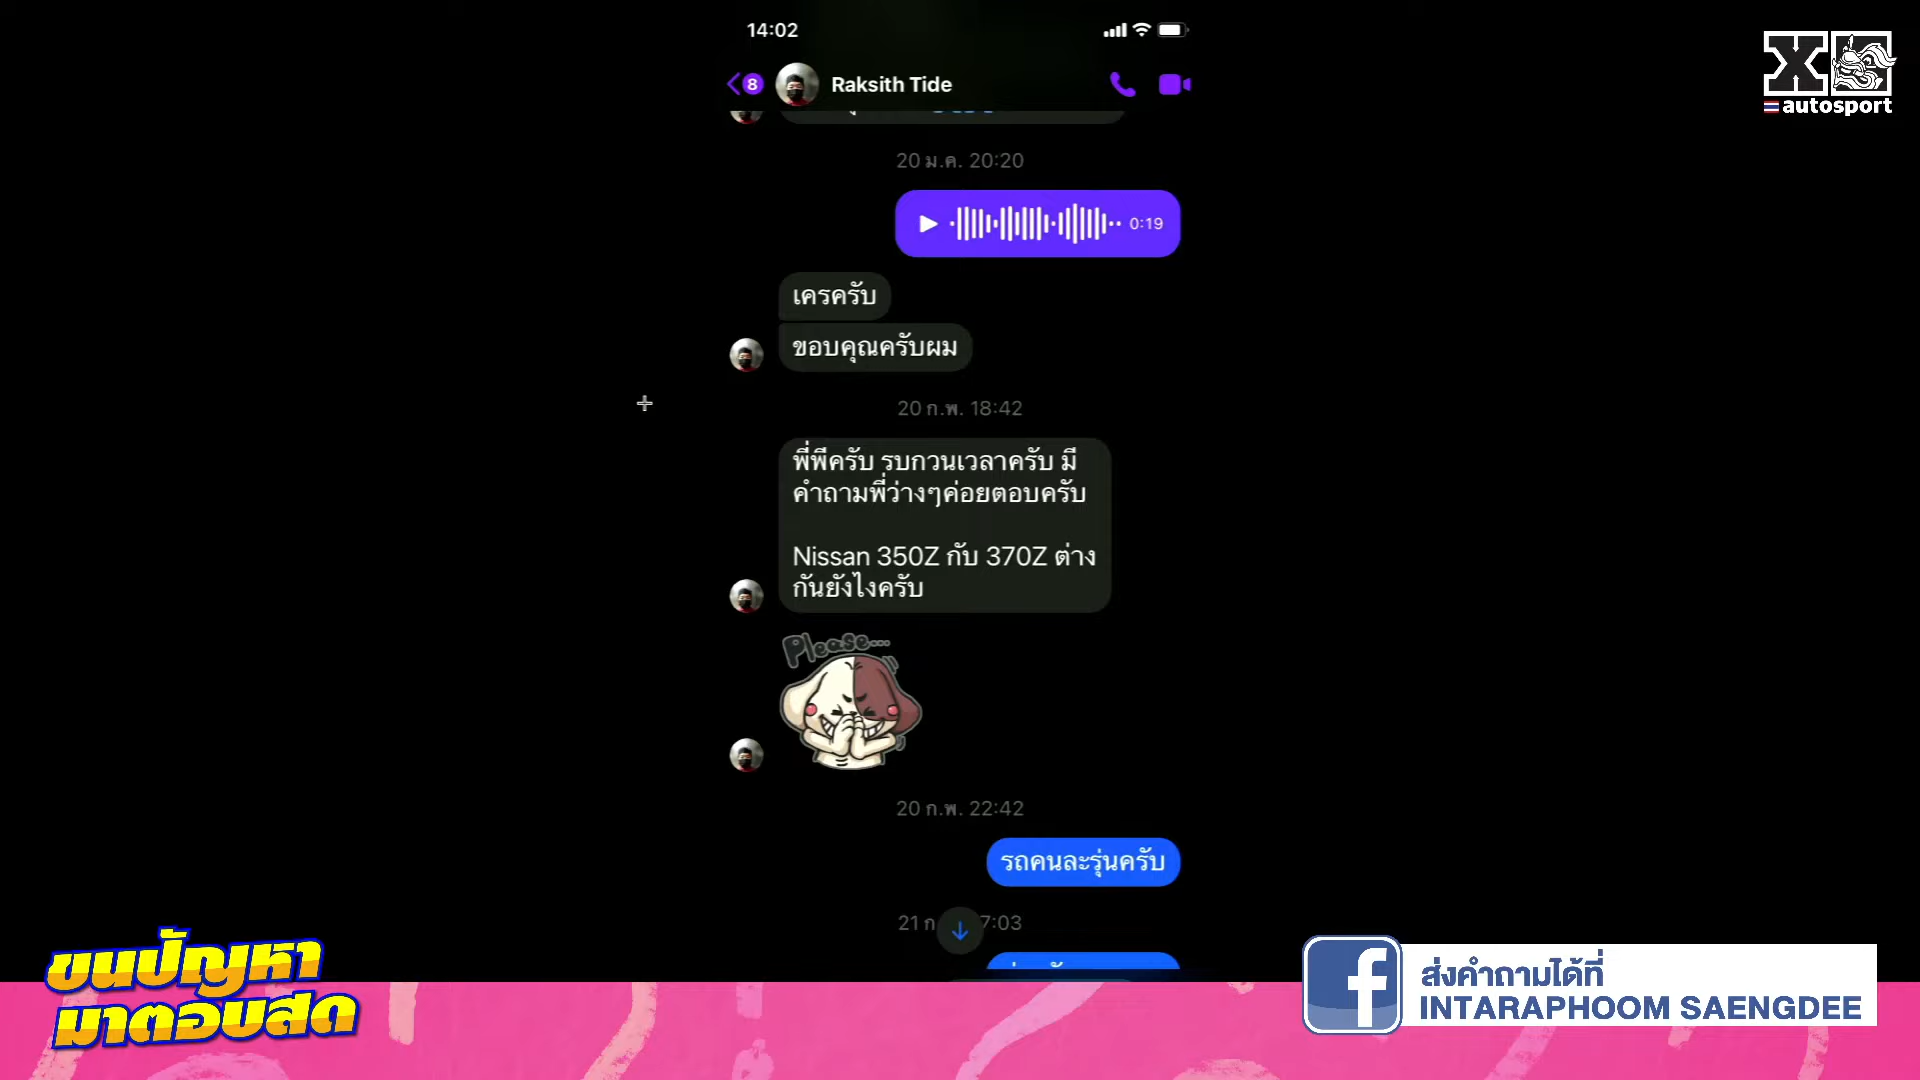 14:02
8
Raksith Tide
autosport
20 ม.ค. 20:20
0:19
เครครับ
ขอบคุณครับผม
20 ก.พ. 18:42
พี่พีครับ รบกวนเวลาครับ มี
คำถามพี่ว่างๆค่อยตอบครับ
Nissan 350Z กับ 370Z ต่าง
กันยังไงครับ
Please...
20 ก.พ. 22:42
รถคนละรุ่นครับ
21 ก 7:03
ขนปัญหา
มาตอบสด
f
ส่งคำถามได้ที่
INTARAPHOOM SAENGDEE